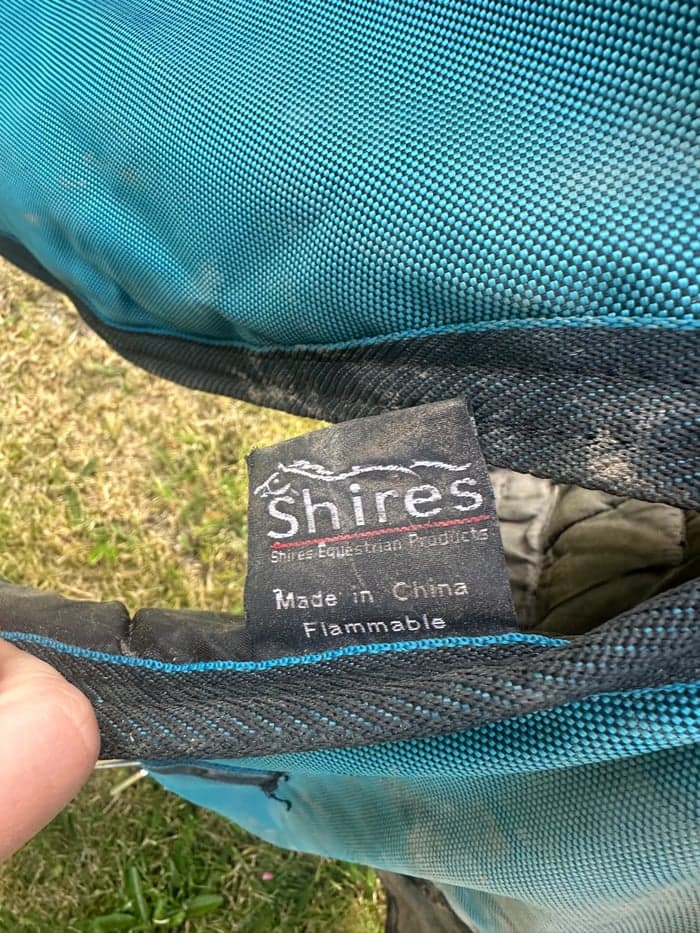 Shires
Shires Equestrian Products
Made in China
Flammable